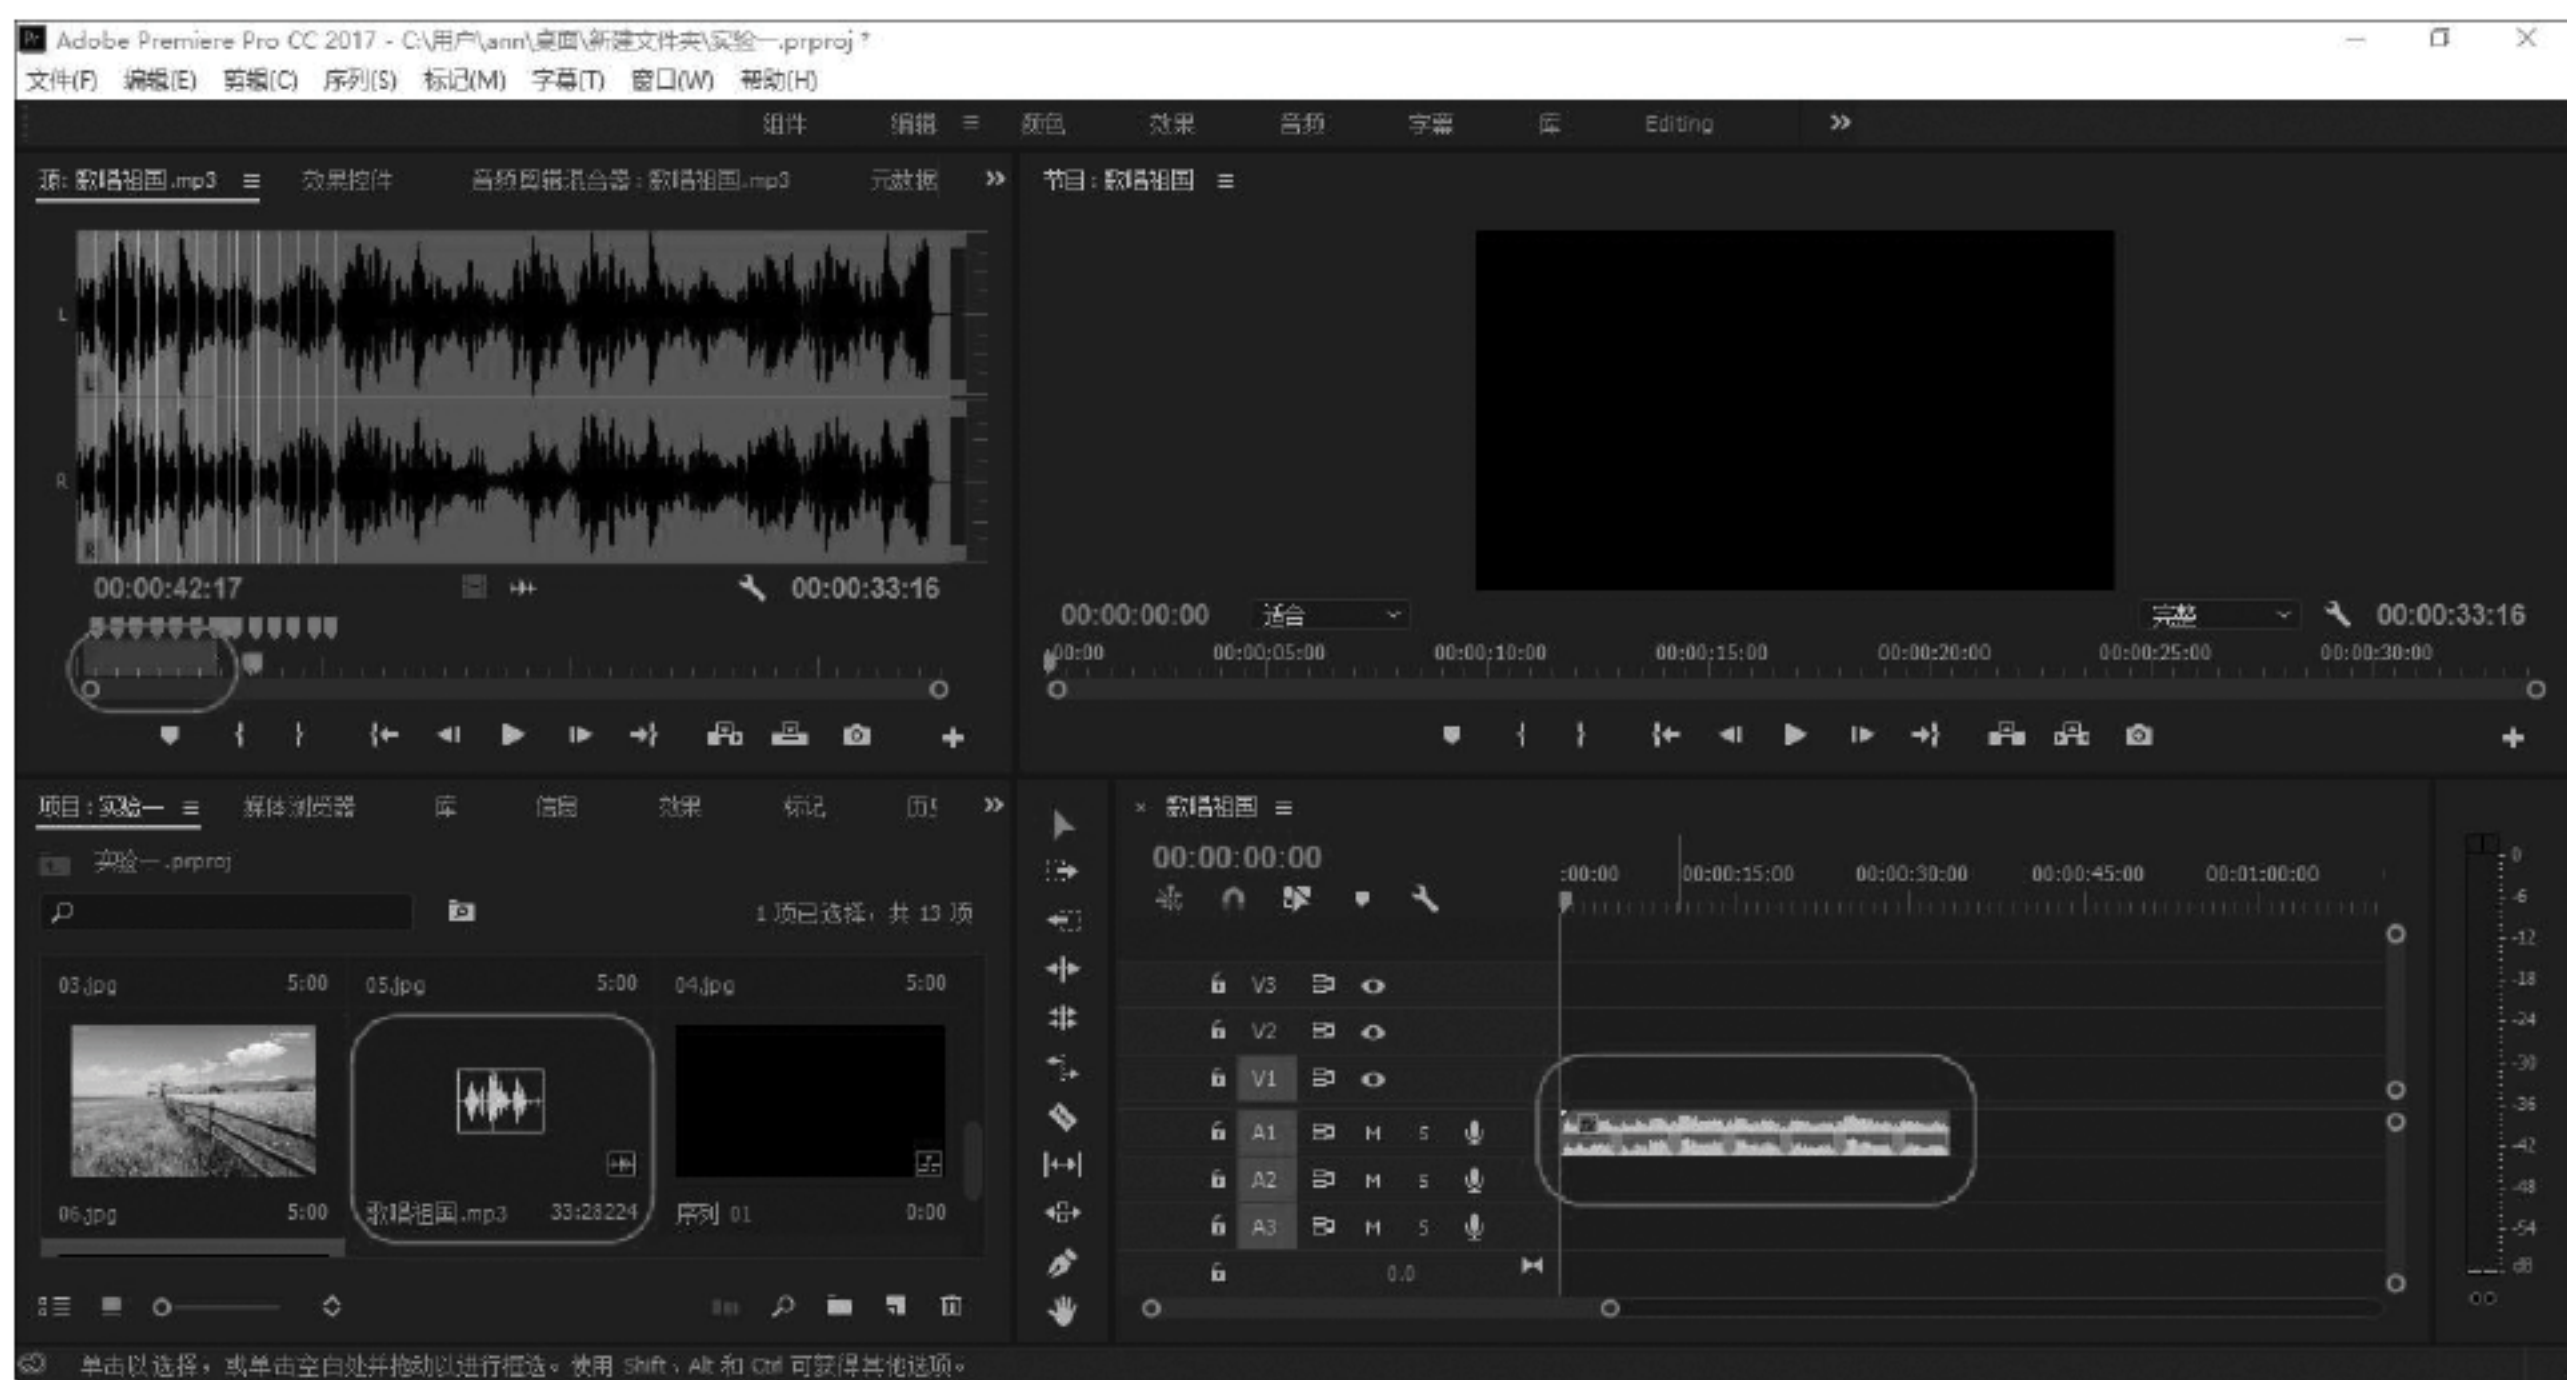 Pr Adobe Premiere Pro CC 2017 - C:\用户\ann\桌面\新建文件夹\实验一.prproj *
文件(F) 编辑(E) 剪辑(C) 序列(S) 标记(M) 字幕(T) 窗口(W) 帮助(H)
组件 编辑 颜色 效果 音频 字幕 库 Editing
源: 歌唱祖国.mp3 效果控件 音频剪辑混合器: 歌唱祖国.mp3 元数据
节目: 歌唱祖国
L
L
R
R
00:00:42:17 00:00:33:16
00:00:00:00 适合 完整 00:00:33:16
:00:00 00:00:05:00 00:00:10:00 00:00:15:00 00:00:20:00 00:00:25:00 00:00:30:00
项目: 实验一 媒体浏览器 库 信息 效果 标记
实验一.prproj
1 项已选择, 共 13 项
03.jpg 5:00 05.jpg 5:00 04.jpg 5:00
06.jpg 5:00 歌唱祖国.mp3 33:28224 序列 01 0:00
× 歌唱祖国
00:00:00:00
:00:00 00:00:15:00 00:00:30:00 00:00:45:00 00:01:00:00
V3
V2
V1
A1 M S
A2 M S
A3 M S
0.0
0
-6
-12
-18
-24
-30
-36
-42
-48
-54
dB
单击以选择, 或单击空白处并拖动以进行框选。使用 Shift、Alt 和 Ctrl 可获得其他选项。